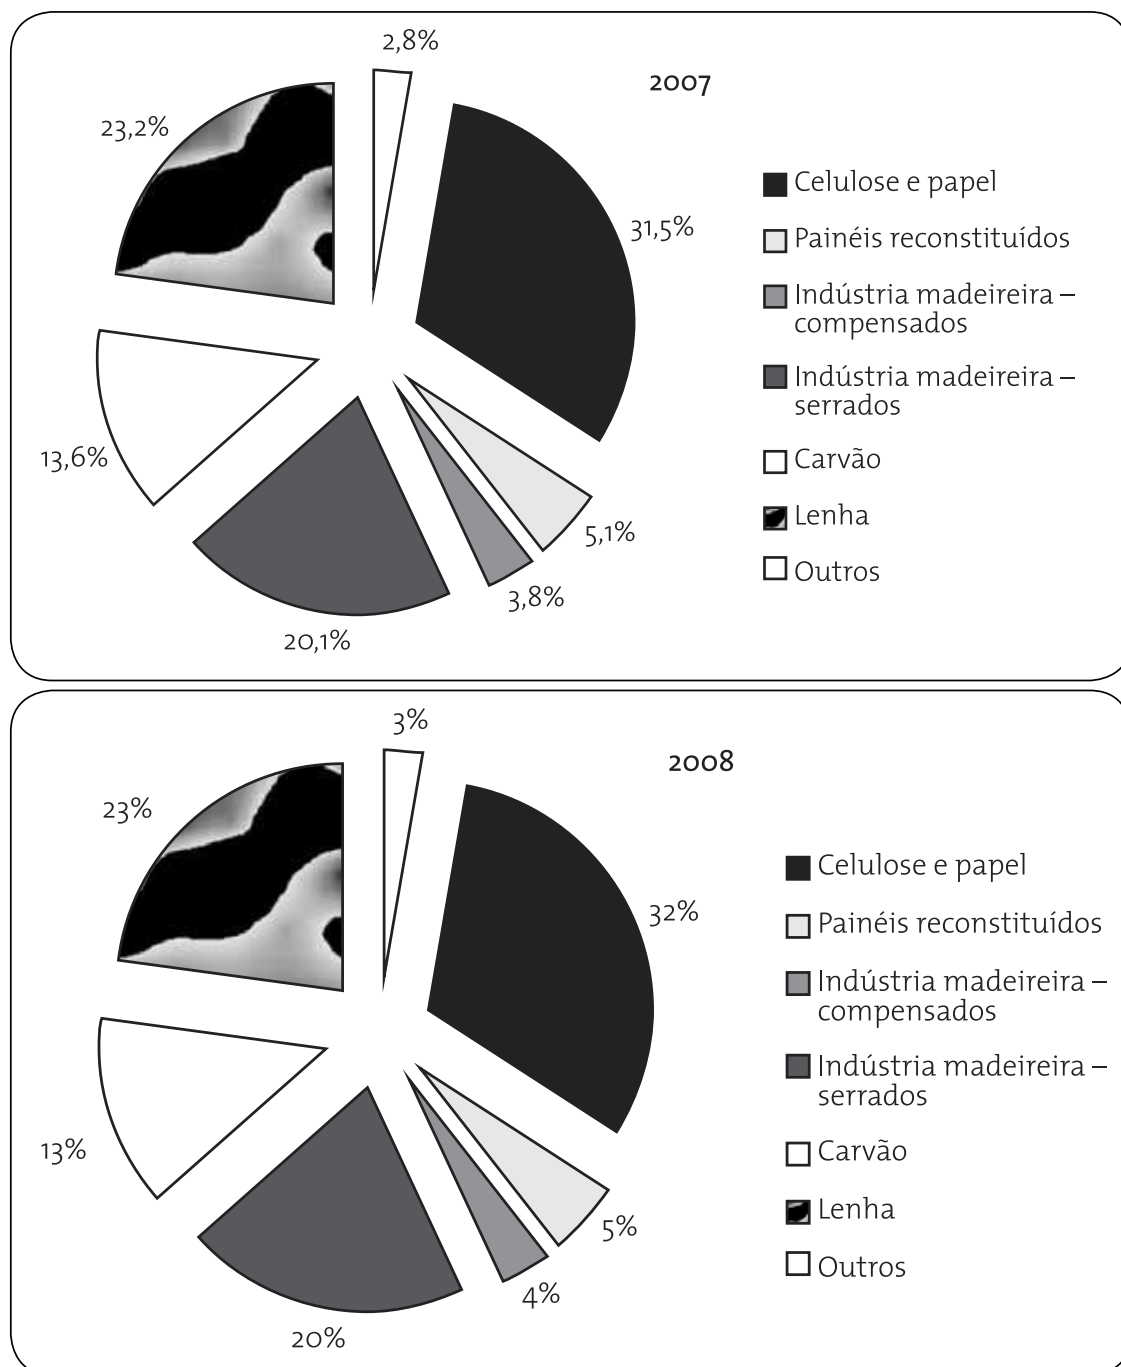 2,8%
2007
23,2%
Celulose e papel
31,5%
Painéis reconstituídos
Indústria madeireira –
compensados
Indústria madeireira –
serrados
Carvão
13,6%
Lenha
5,1%
Outros
3,8%
20,1%
3%
2008
23%
Celulose e papel
32%
Painéis reconstituídos
Indústria madeireira –
compensados
Indústria madeireira –
serrados
13%
Carvão
Lenha
5%
Outros
4%
20%